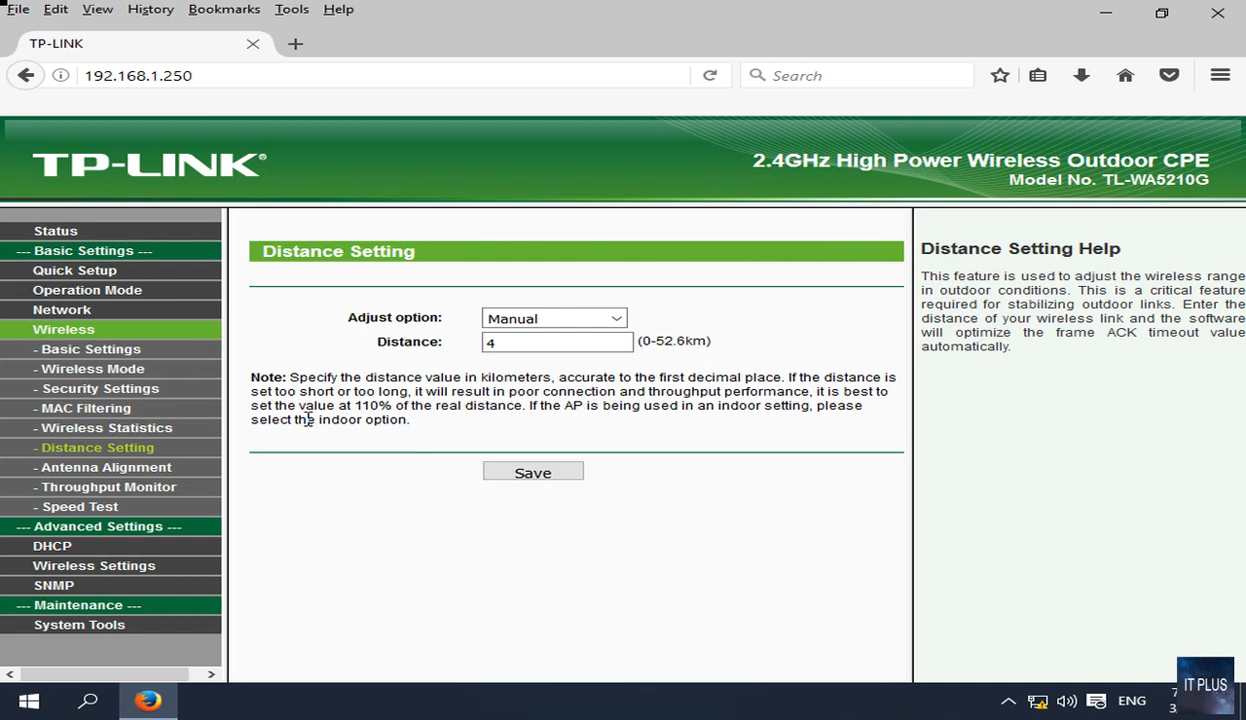 File Edit View History Bookmarks Tools Help
TP-LINK
192.168.1.250
Search
TP-LINK®
2.4GHz High Power Wireless Outdoor CPE
Model No. TL-WA5210G
Status
--- Basic Settings ---
Quick Setup
Operation Mode
Network
Wireless
- Basic Settings
- Wireless Mode
- Security Settings
- MAC Filtering
- Wireless Statistics
- Distance Setting
- Antenna Alignment
- Throughput Monitor
- Speed Test
--- Advanced Settings ---
DHCP
Wireless Settings
SNMP
--- Maintenance ---
System Tools
Distance Setting
Adjust option: Manual
Distance: 4 (0-52.6km)
Note: Specify the distance value in kilometers, accurate to the first decimal place. If the distance is
set too short or too long, it will result in poor connection and throughput performance, it is best to
set the value at 110% of the real distance. If the AP is being used in an indoor setting, please
select the indoor option.
Save
Distance Setting Help
This feature is used to adjust the wireless range
in outdoor conditions. This is a critical feature
required for stabilizing outdoor links. Enter the
distance of your wireless link and the software
will optimize the frame ACK timeout value
automatically.
ENG
IT PLUS